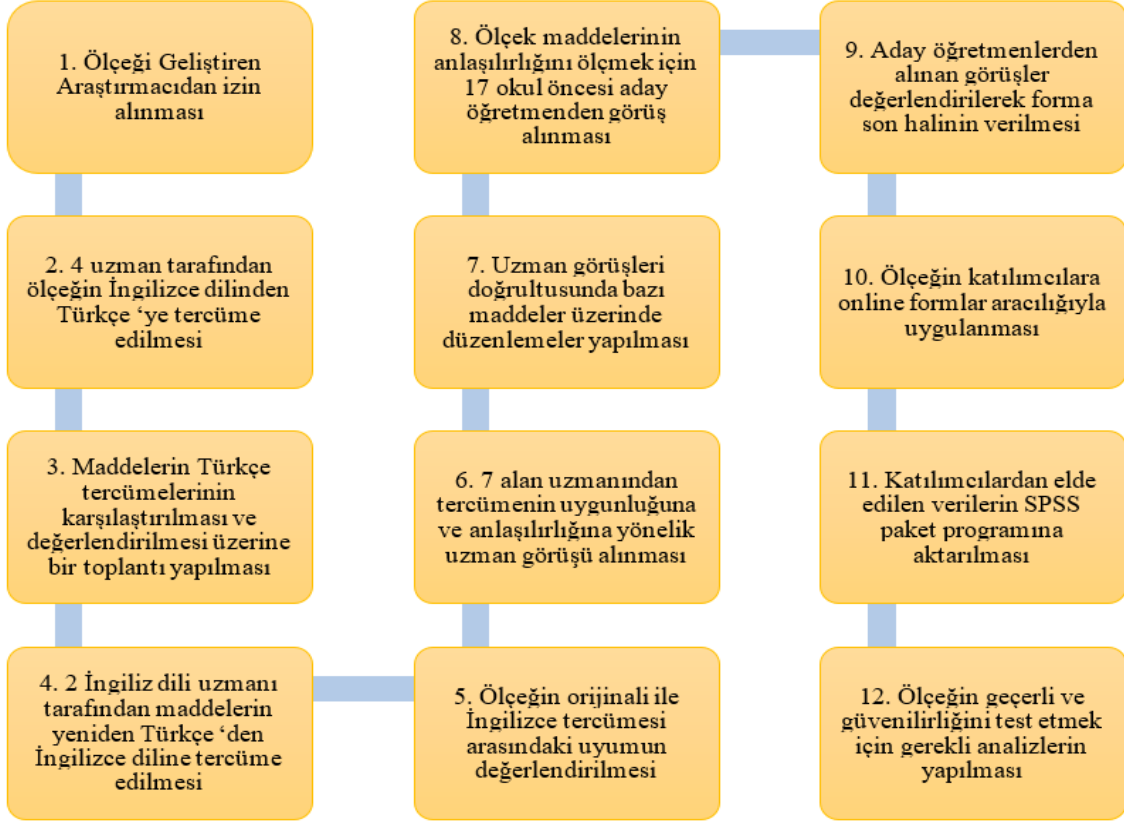 1. Ölçeği Geliştiren
Araştırmacıdan izin
alınması
2. 4 uzman tarafından
ölçeğin İngilizce dilinden
Türkçe ‘ye tercüme
edilmesi
3. Maddelerin Türkçe
tercümelerinin
karşılaştırılması ve
değerlendirilmesi üzerine
bir toplantı yapılması
4. 2 İngiliz dili uzmanı
tarafından maddelerin
yeniden Türkçe ‘den
İngilizce diline tercüme
edilmesi
5. Ölçeğin orijinali ile
İngilizce tercümesi
arasındaki uyumun
değerlendirilmesi
6. 7 alan uzmanından
tercümenin uygunluğuna
ve anlaşılırlığına yönelik
uzman görüşü alınması
7. Uzman görüşleri
doğrultusunda bazı
maddeler üzerinde
düzenlemeler yapılması
8. Ölçek maddelerinin
anlaşılırlığını ölçmek için
17 okul öncesi aday
öğretmenden görüş
alınması
9. Aday öğretmenlerden
alınan görüşler
değerlendirilerek forma
son halinin verilmesi
10. Ölçeğin katılımcılara
online formlar aracılığıyla
uygulanması
11. Katılımcılardan elde
edilen verilerin SPSS
paket programına
aktarılması
12. Ölçeğin geçerli ve
güvenilirliğini test etmek
için gerekli analizlerin
yapılması